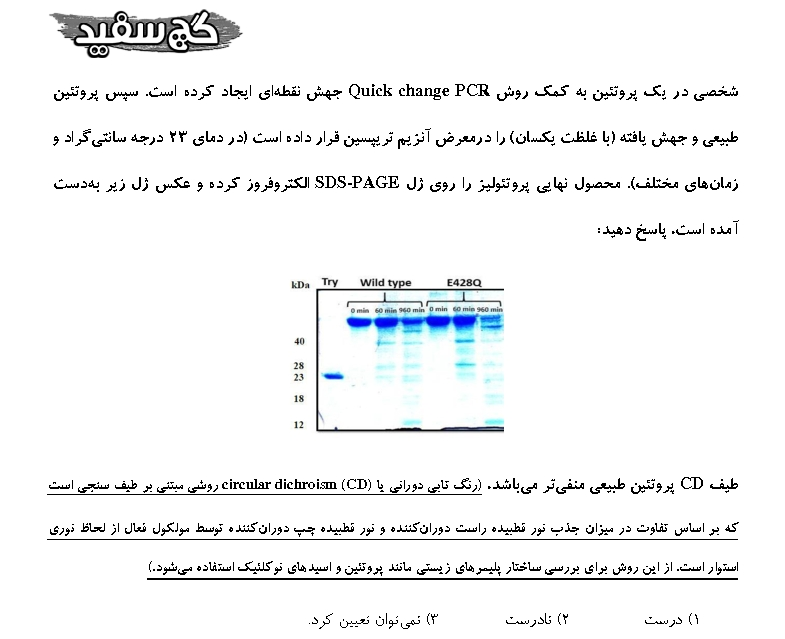 گچ سفید
شخصی در یک پروتئین به کمک روش Quick change PCR جهش نقطه‌ای ایجاد کرده است. سپس پروتئین
طبیعی و جهش یافته (با غلظت یکسان) را درمعرض آنزیم تریپسین قرار داده است (در دمای ۲۳ درجه سانتی‌گراد و
زمان‌های مختلف). محصول نهایی پروتئولیز را روی ژل SDS-PAGE الکتروفروز کرده و عکس ژل زیر به‌دست
آمده است. پاسخ دهید:
kDa Try Wild type E428Q
0 min 60 min 960 min 0 min 60 min 960 min
40
28
23
18
12
طیف CD پروتئین طبیعی منفی‌تر می‌باشد. (رنگ تابی دورانی یا circular dichroism (CD) روشی مبتنی بر طیف سنجی است
که بر اساس تفاوت در میزان جذب نور قطبیده راست دوران‌کننده و نور قطبیده چپ دوران‌کننده توسط مولکول فعال از لحاظ نوری
استوار است. از این روش برای بررسی ساختار پلیمرهای زیستی مانند پروتئین و اسیدهای نوکلئیک استفاده می‌شود.)
۱) درست ۲) نادرست ۳) نمی‌توان تعیین کرد.